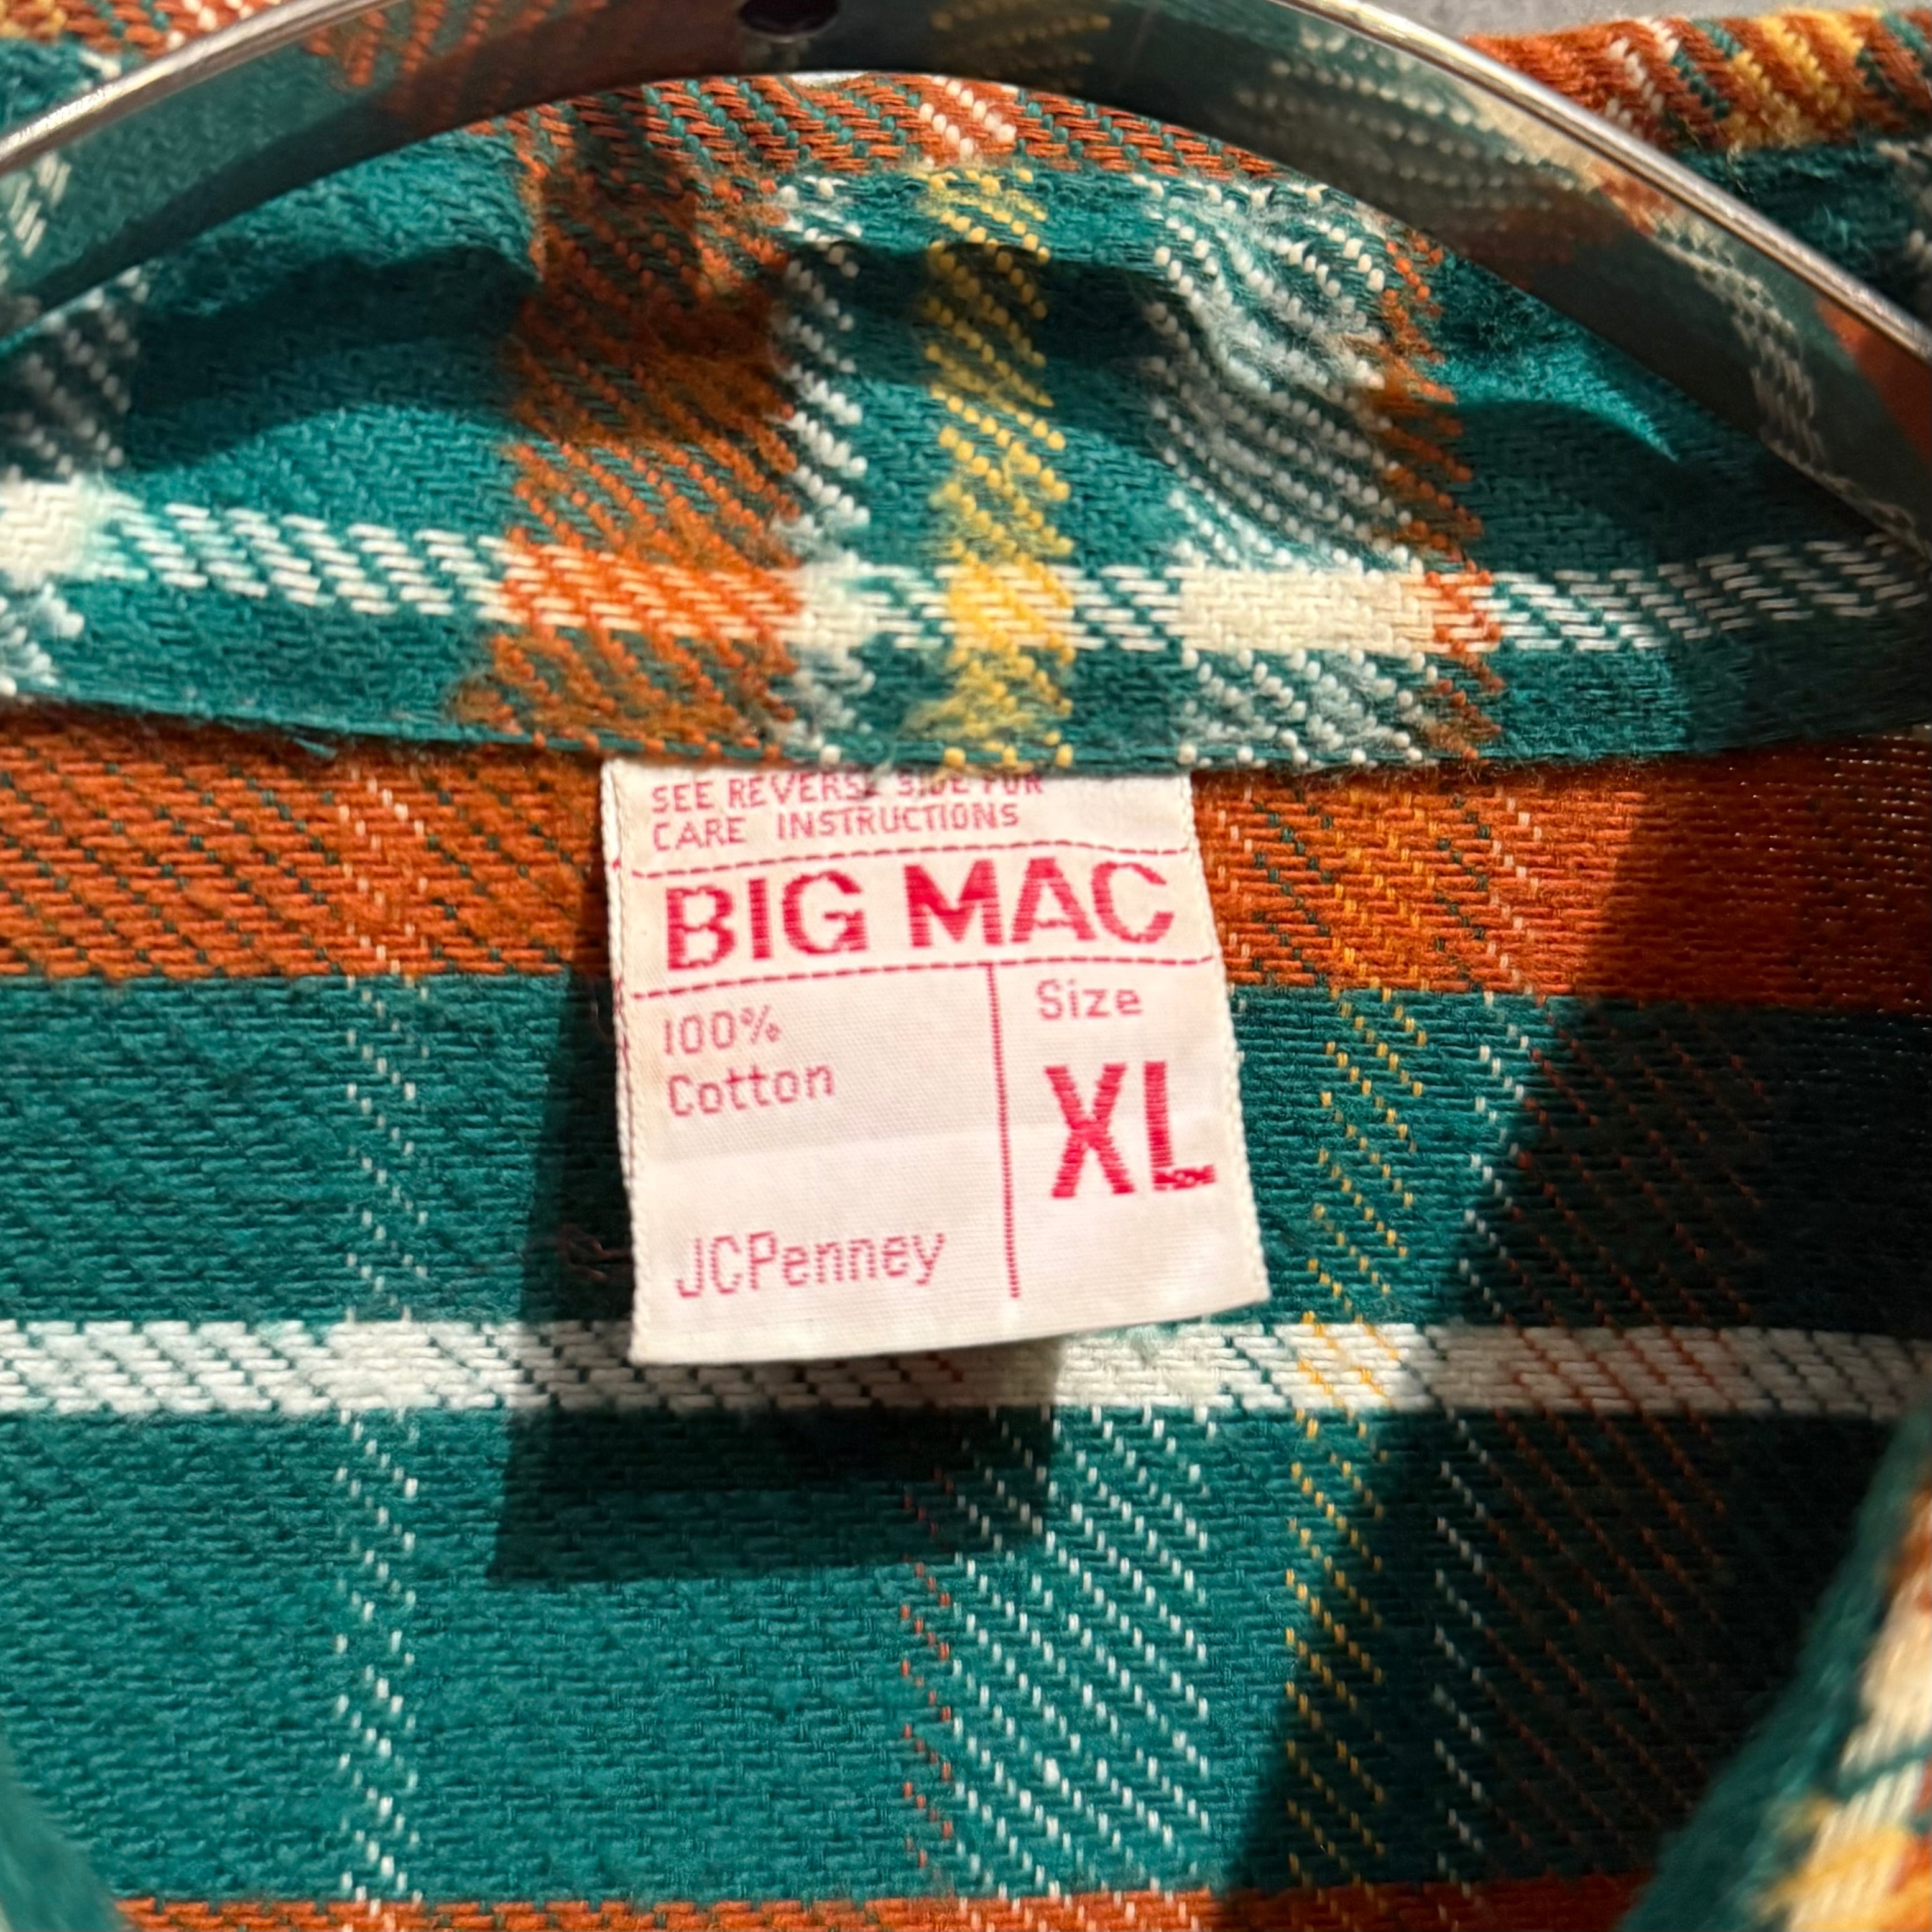 SEE REVERSE SIDE FOR
CARE INSTRUCTIONS
BIG MAC
100%
Cotton
Size
XL
JCPenney